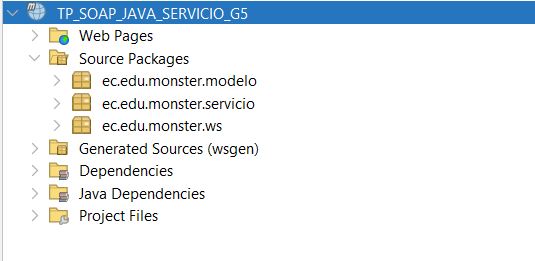 TP_SOAP_JAVA_SERVICIO_G5
Web Pages
Source Packages
ec.edu.monster.modelo
ec.edu.monster.servicio
ec.edu.monster.ws
Generated Sources (wsgen)
Dependencies
Java Dependencies
Project Files